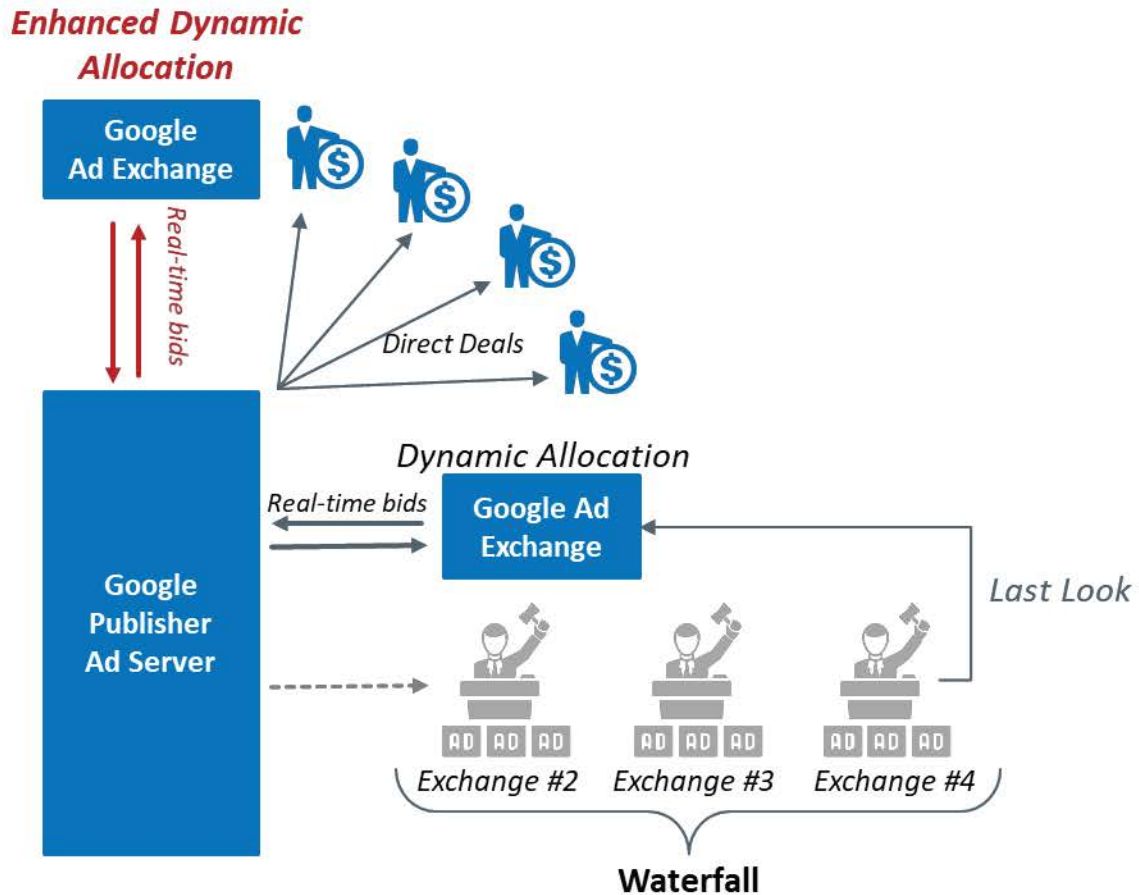 Enhanced Dynamic
Allocation
Google
Ad Exchange
Real-time bids
Direct Deals
Dynamic Allocation
Real-time bids
Google Ad
Exchange
Google
Publisher
Ad Server
Last Look
AD AD AD
AD AD AD
AD AD AD
Exchange #2
Exchange #3
Exchange #4
Waterfall